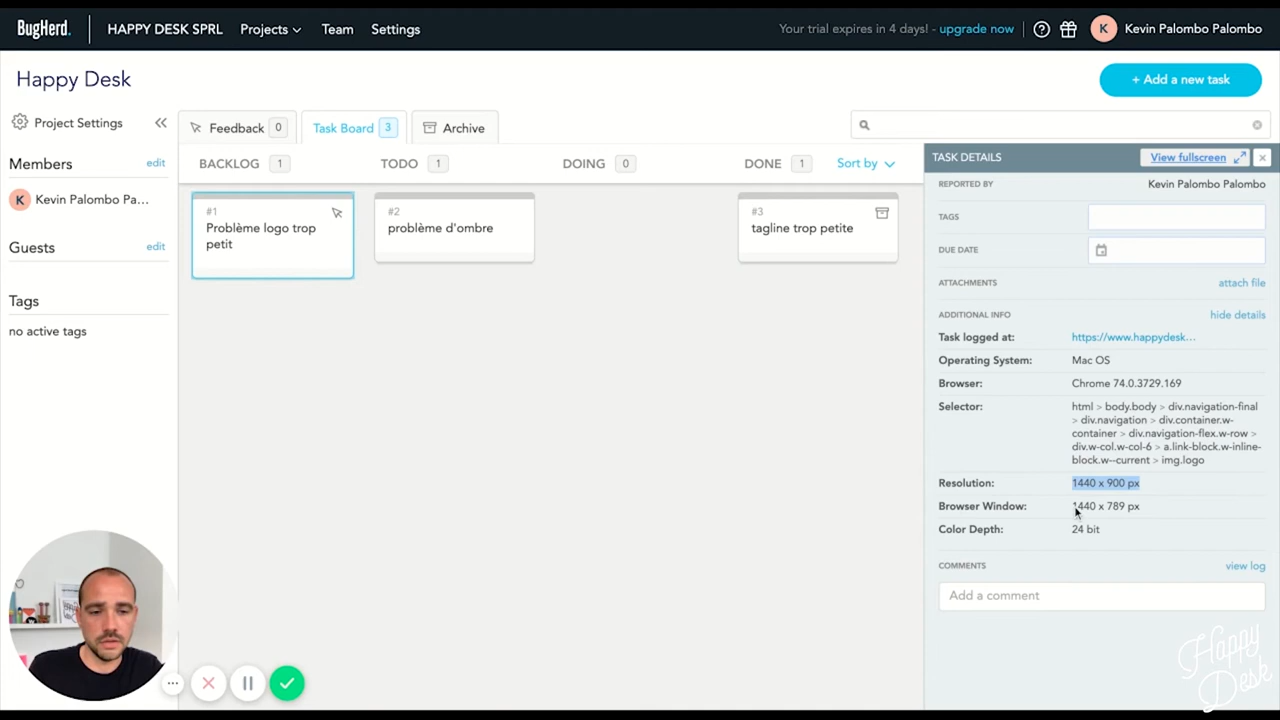 BugHerd.
HAPPY DESK SPRL
Projects
Team
Settings
Your trial expires in 4 days! - upgrade now
K
Kevin Palombo Palombo
Happy Desk
+ Add a new task
Project Settings
Members
edit
K
Kevin Palombo Pa...
Guests
edit
Tags
no active tags
Feedback 0
Task Board 3
Archive
BACKLOG 1
TODO 1
DOING 0
DONE 1
Sort by
#1
Problème logo trop
petit
#2
problème d'ombre
#3
tagline trop petite
TASK DETAILS
View fullscreen
REPORTED BY
Kevin Palombo Palombo
TAGS
DUE DATE
ATTACHMENTS
attach file
ADDITIONAL INFO
hide details
Task logged at:
https://www.happydesk...
Operating System:
Mac OS
Browser:
Chrome 74.0.3729.169
Selector:
html > body.body > div.navigation-final
> div.navigation > div.container.w-
container > div.navigation-flex.w-row >
div.w-col.w-col-6 > a.link-block.w-inline-
block.w--current > img.logo
Resolution:
1440 x 900 px
Browser Window:
1440 x 789 px
Color Depth:
24 bit
COMMENTS
view log
Add a comment
Happy
Desk